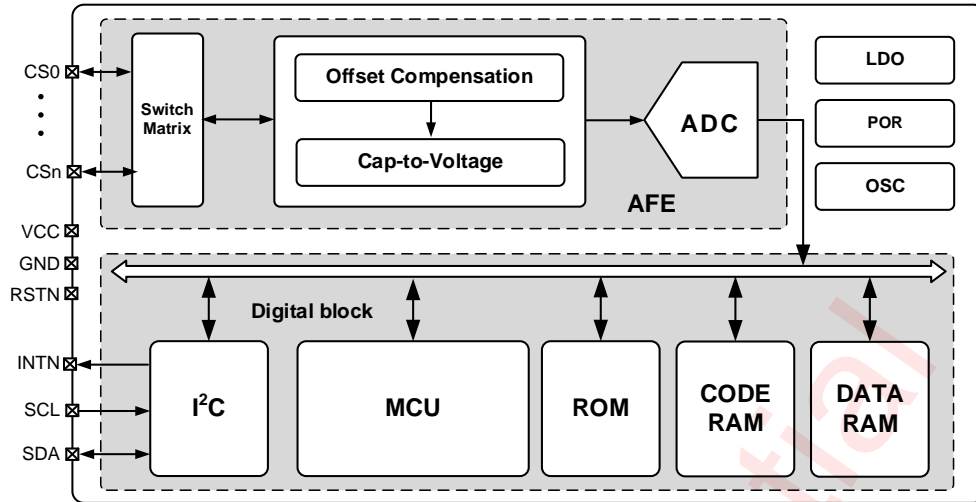 CS0
CSn
VCC
GND
RSTN
INTN
SCL
SDA
Switch
Matrix
Offset Compensation
Cap-to-Voltage
ADC
AFE
LDO
POR
OSC
Digital block
I²C
MCU
ROM
CODE
RAM
DATA
RAM